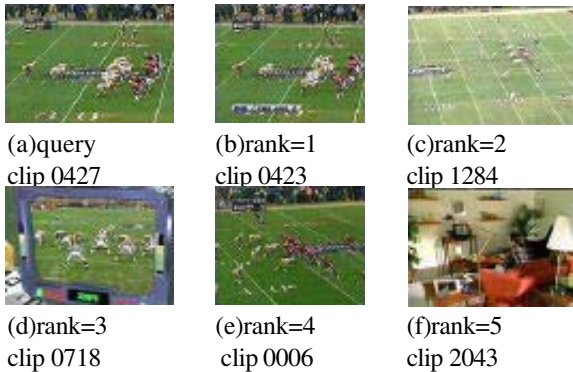 (a)query
clip 0427
(b)rank=1
clip 0423
(c)rank=2
clip 1284
(d)rank=3
clip 0718
(e)rank=4
clip 0006
(f)rank=5
clip 2043